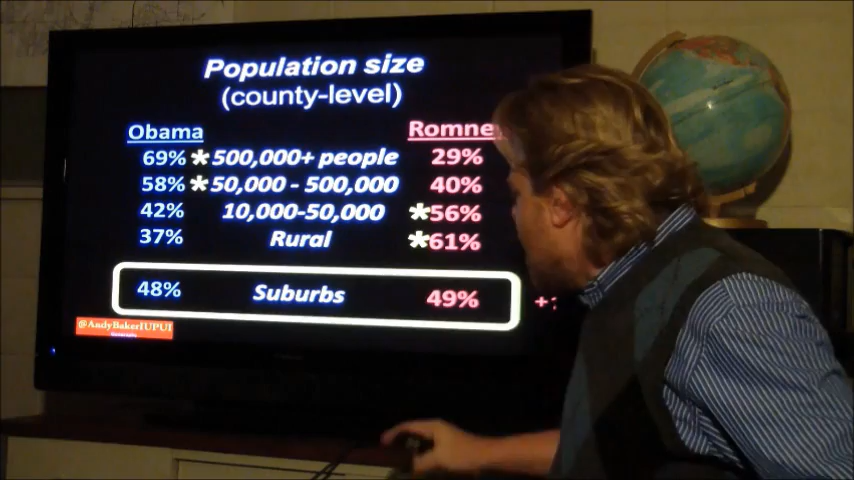 Population size
(county-level)
Obama Romne
69% *500,000+ people 29%
58% *50,000 - 500,000 40%
42% 10,000-50,000 *56%
37% Rural *61%
48% Suburbs 49% +
@AndyBakerIUPUI